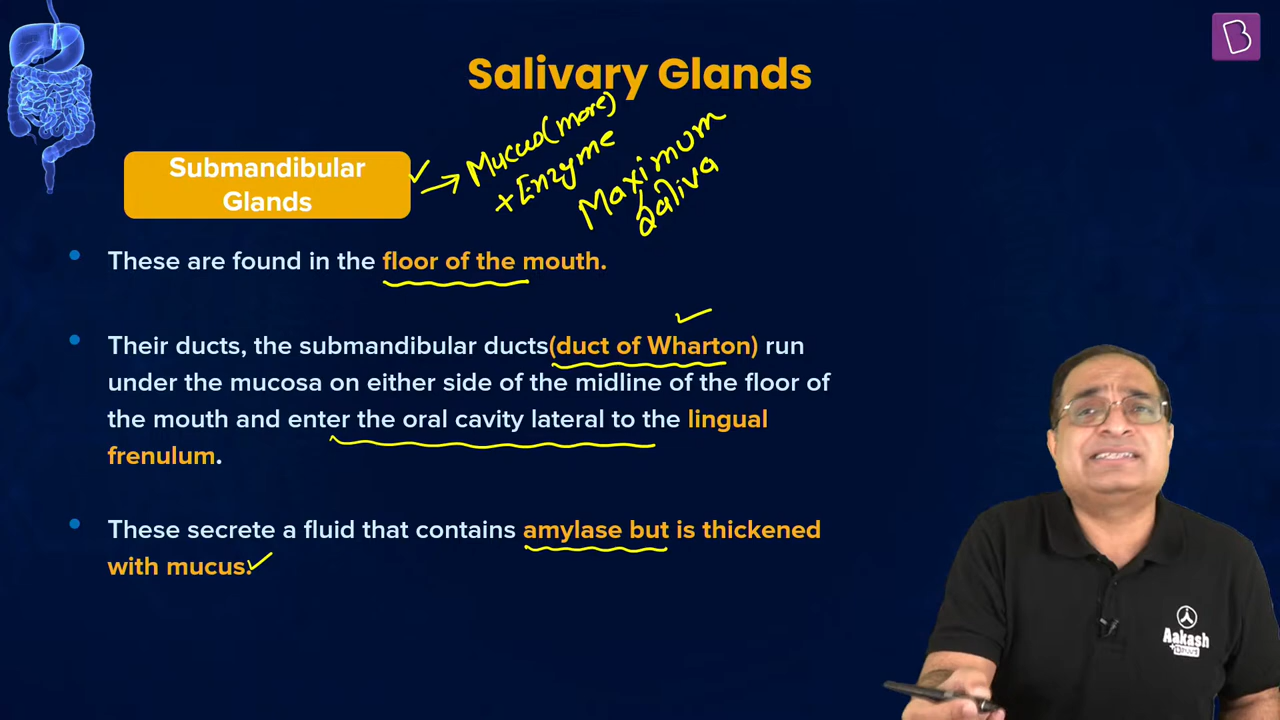 Salivary Glands
Submandibular
Glands
Mucus(more)
+Enzyme
Maximum
Saliva
• These are found in the floor of the mouth.
• Their ducts, the submandibular ducts(duct of Wharton) run
under the mucosa on either side of the midline of the floor of
the mouth and enter the oral cavity lateral to the lingual
frenulum.
• These secrete a fluid that contains amylase but is thickened
with mucus.
Aakash
+BYJU'S
B